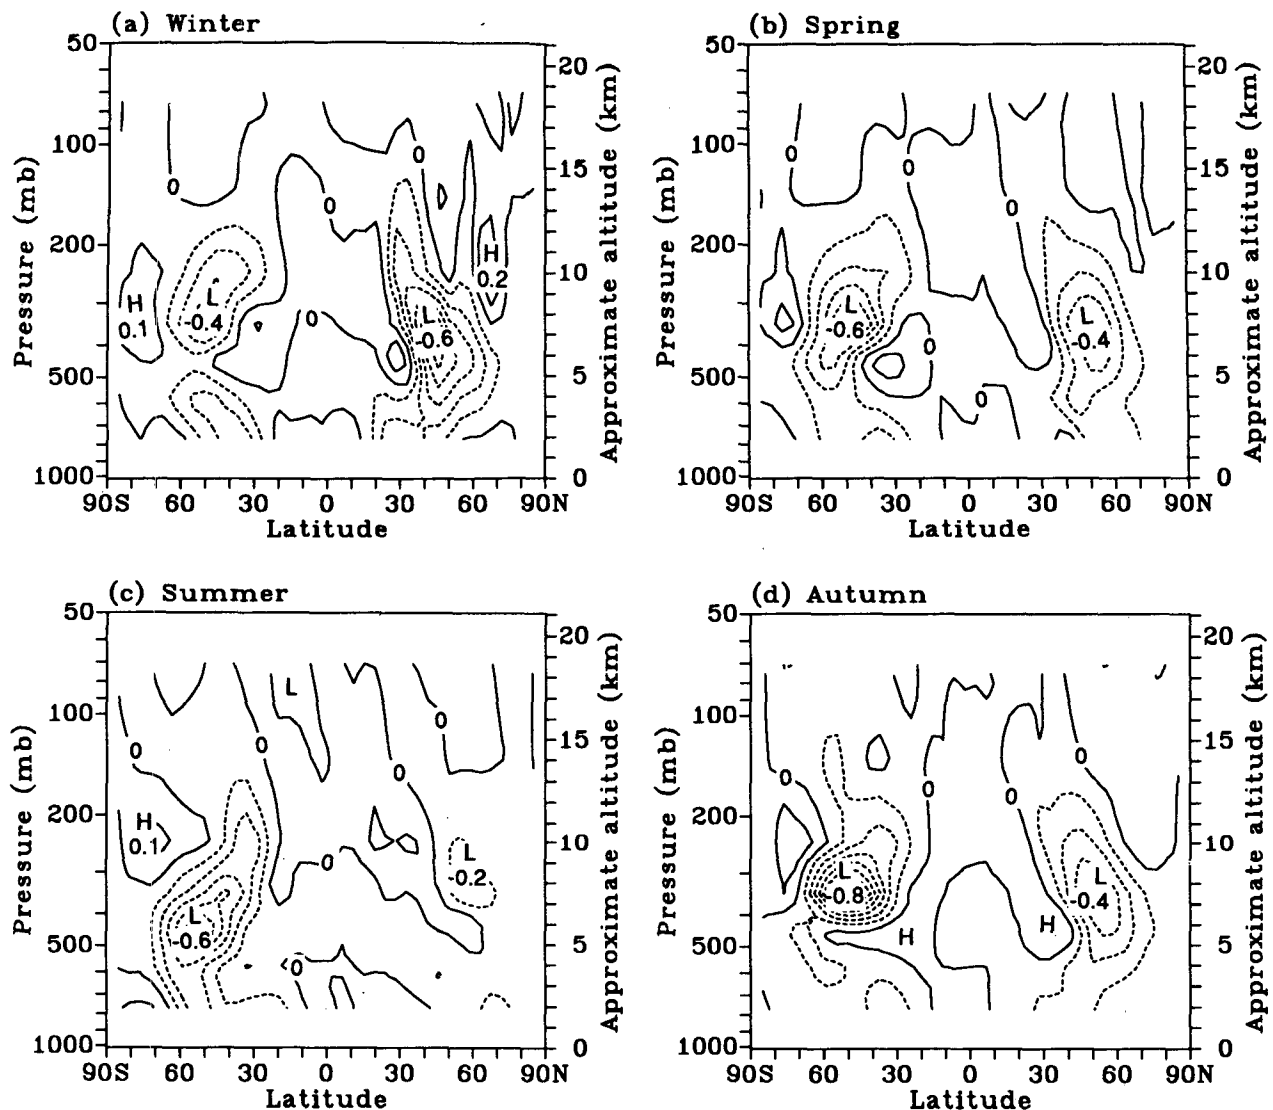 (a) Winter
50
100
200
500
1000
Pressure (mb)
20
15
10
5
0
Approximate altitude (km)
0
0
0
0
H
0.1
L
-0.4
L
-0.6
H
0.2
90S 60 30 0 30 60 90N
Latitude
(b) Spring
50
100
200
500
1000
Pressure (mb)
20
15
10
5
0
Approximate altitude (km)
0
0
0
0
0
L
-0.6
L
-0.4
90S 60 30 0 30 60 90N
Latitude
(c) Summer
50
100
200
500
1000
Pressure (mb)
20
15
10
5
0
Approximate altitude (km)
L
0
0
0
0
0
0
H
0.1
L
-0.2
L
-0.6
90S 60 30 0 30 60 90N
Latitude
(d) Autumn
50
100
200
500
1000
Pressure (mb)
20
15
10
5
0
Approximate altitude (km)
0
0
0
0
L
-0.8
L
-0.4
H
H
90S 60 30 0 30 60 90N
Latitude